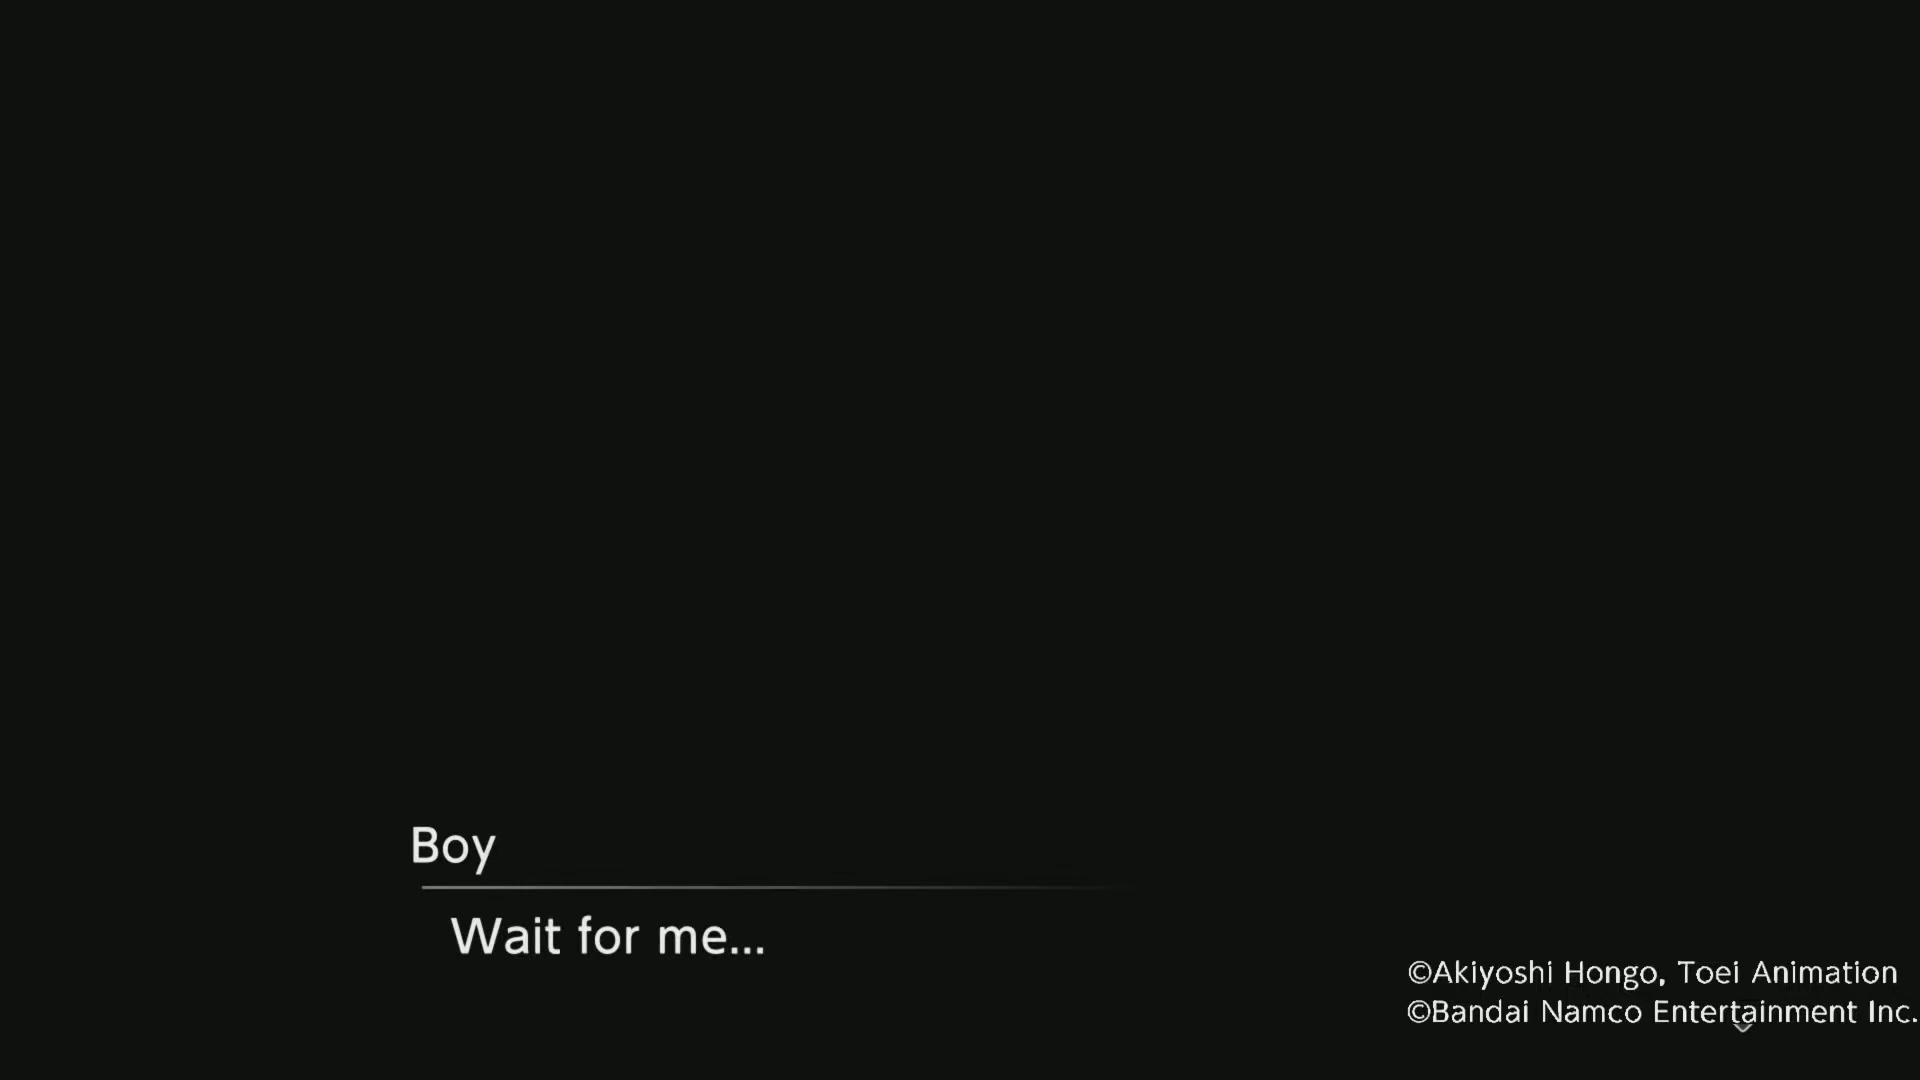 Boy
Wait for me...
©Akiyoshi Hongo, Toei Animation
©Bandai Namco Entertainment Inc.